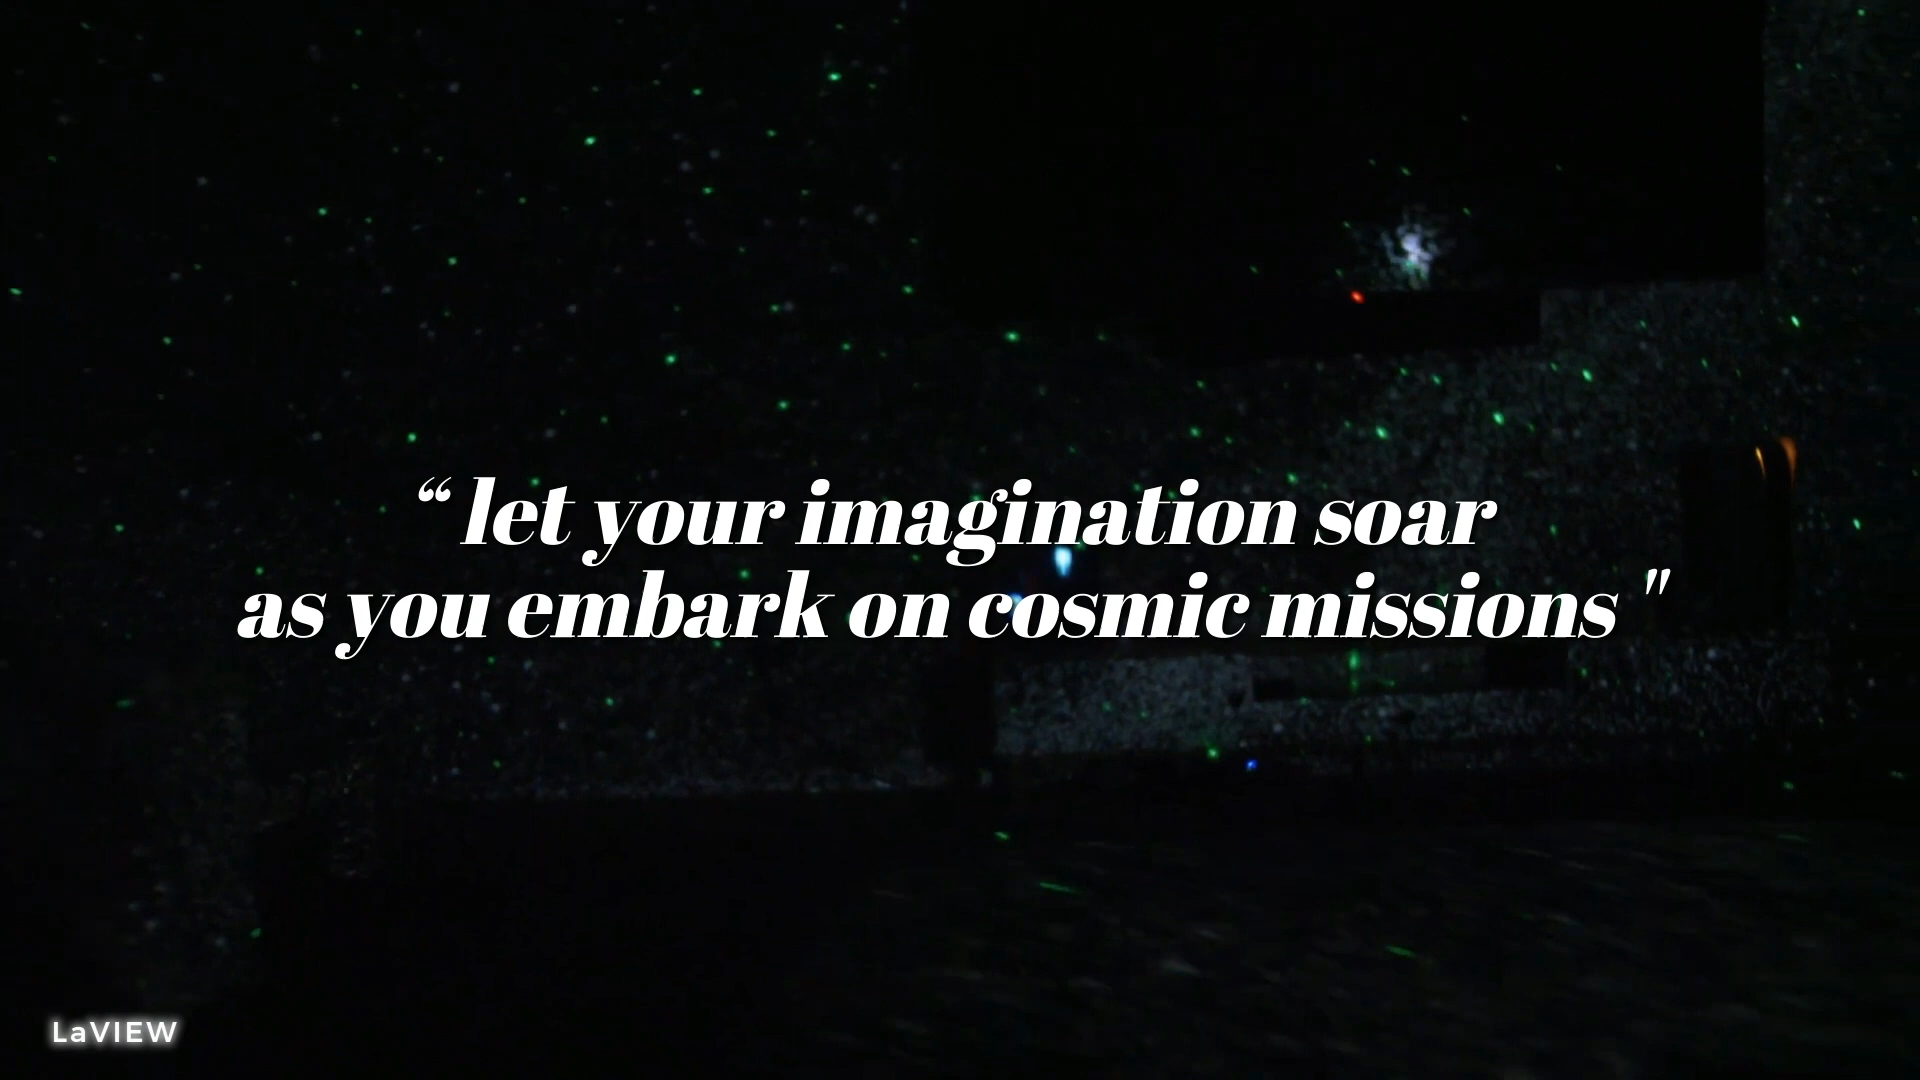 “ let your imagination soar
as you embark on cosmic missions "
LaVIEW